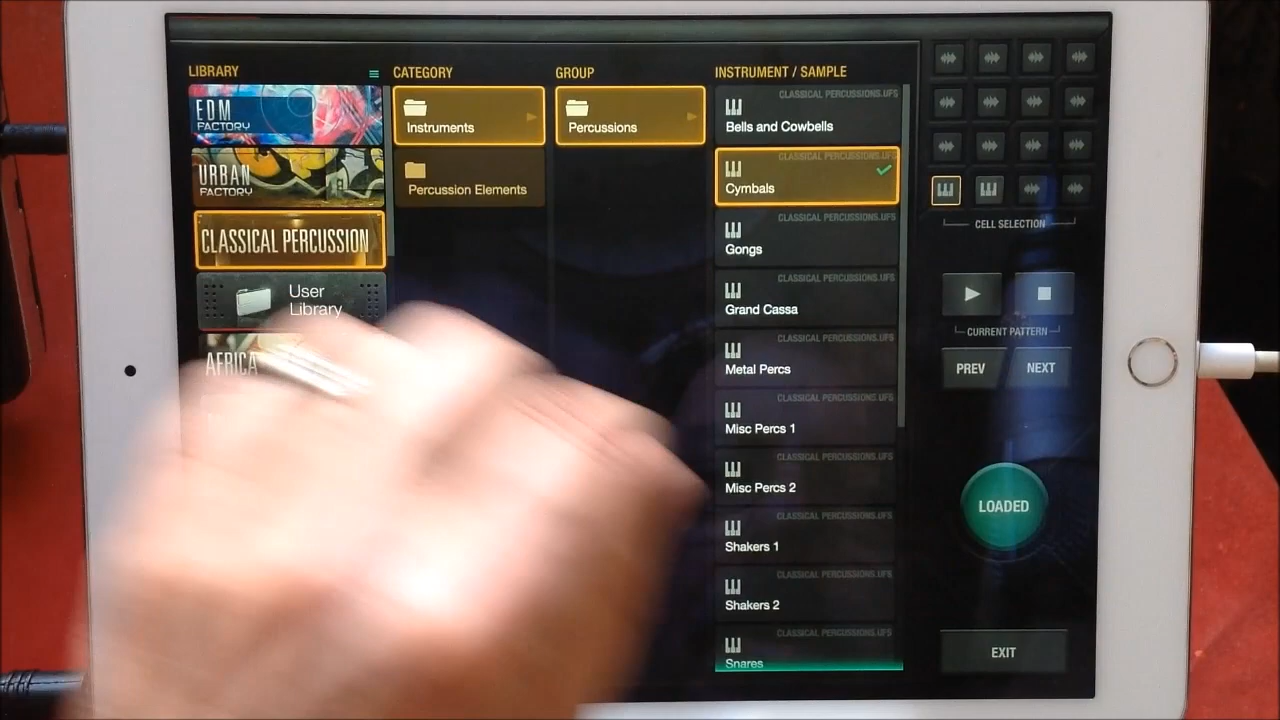 LIBRARY
CATEGORY
GROUP
INSTRUMENT / SAMPLE
EDM
FACTORY
URBAN
FACTORY
CLASSICAL PERCUSSION
User
Library
AFRICA
Instruments
Percussion Elements
Percussions
CLASSICAL PERCUSSIONS.UFS
Bells and Cowbells
CLASSICAL PERCUSSIONS.UFS
Cymbals
CLASSICAL PERCUSSIONS.UFS
Gongs
CLASSICAL PERCUSSIONS.UFS
Grand Cassa
CLASSICAL PERCUSSIONS.UFS
Metal Percs
CLASSICAL PERCUSSIONS.UFS
Misc Percs 1
CLASSICAL PERCUSSIONS.UFS
Misc Percs 2
CLASSICAL PERCUSSIONS.UFS
Shakers 1
CLASSICAL PERCUSSIONS.UFS
Shakers 2
CLASSICAL PERCUSSIONS.UFS
Snares
CELL SELECTION
CURRENT PATTERN
PREV
NEXT
LOADED
EXIT